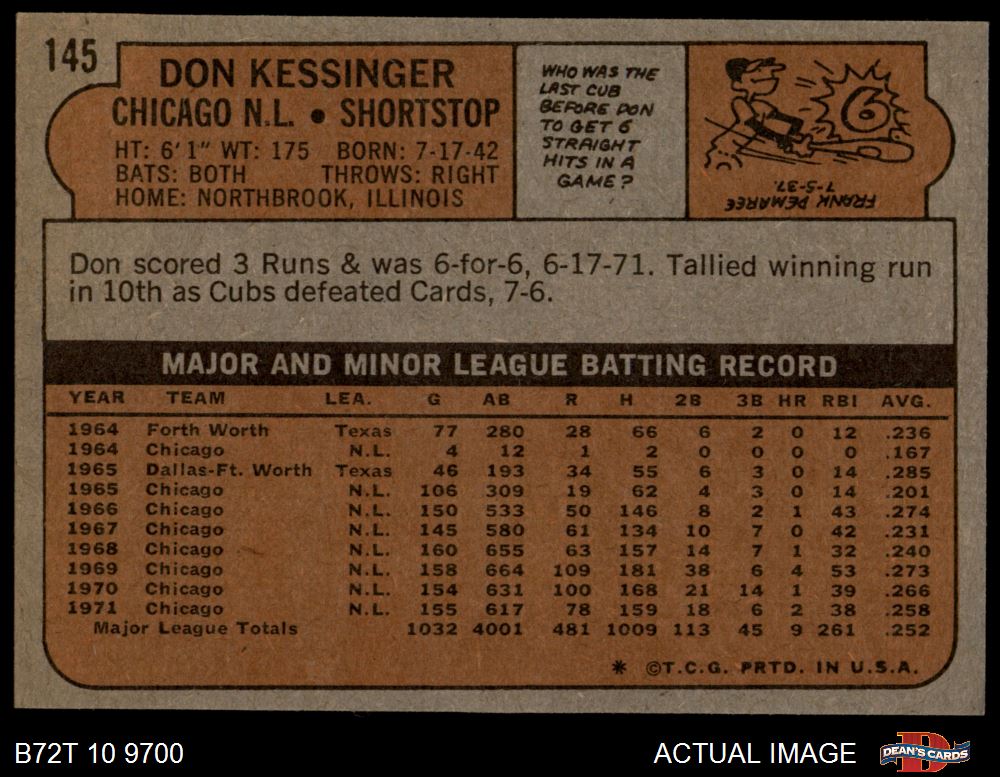 145
DON KESSINGER
CHICAGO N.L. • SHORTSTOP
HT: 6'1" WT: 175 BORN: 7-17-42
BATS: BOTH THROWS: RIGHT
HOME: NORTHBROOK, ILLINOIS
WHO WAS THE
LAST CUB
BEFORE DON
TO GET 6
STRAIGHT
HITS IN A
GAME?
6
FRANK DEMAREE
7-5-37.
Don scored 3 Runs & was 6-for-6, 6-17-71. Tallied winning run
in 10th as Cubs defeated Cards, 7-6.
MAJOR AND MINOR LEAGUE BATTING RECORD
YEAR TEAM LEA. G AB R H 2B 3B HR RBI AVG.
1964 Forth Worth Texas 77 280 28 66 6 2 0 12 .236
1964 Chicago N.L. 4 12 1 2 0 0 0 0 .167
1965 Dallas-Ft. Worth Texas 46 193 34 55 6 3 0 14 .285
1965 Chicago N.L. 106 309 19 62 4 3 0 14 .201
1966 Chicago N.L. 150 533 50 146 8 2 1 43 .274
1967 Chicago N.L. 145 580 61 134 10 7 0 42 .231
1968 Chicago N.L. 160 655 63 157 14 7 1 32 .240
1969 Chicago N.L. 158 664 109 181 38 6 4 53 .273
1970 Chicago N.L. 154 631 100 168 21 14 1 39 .266
1971 Chicago N.L. 155 617 78 159 18 6 2 38 .258
Major League Totals 1032 4001 481 1009 113 45 9 261 .252
* ©T.C.G. PRTD. IN U.S.A.
B72T 10 9700
ACTUAL IMAGE
D
DEAN'S CARDS